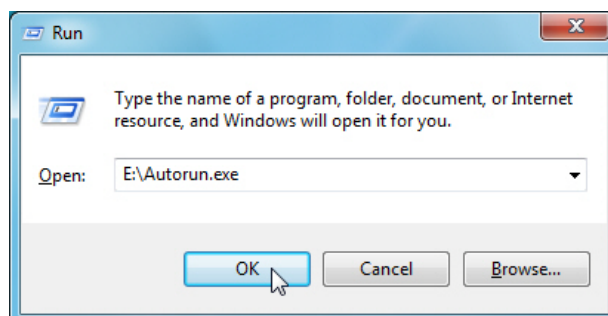 Run
Type the name of a program, folder, document, or Internet
resource, and Windows will open it for you.
Open: E:\Autorun.exe
OK Cancel Browse...